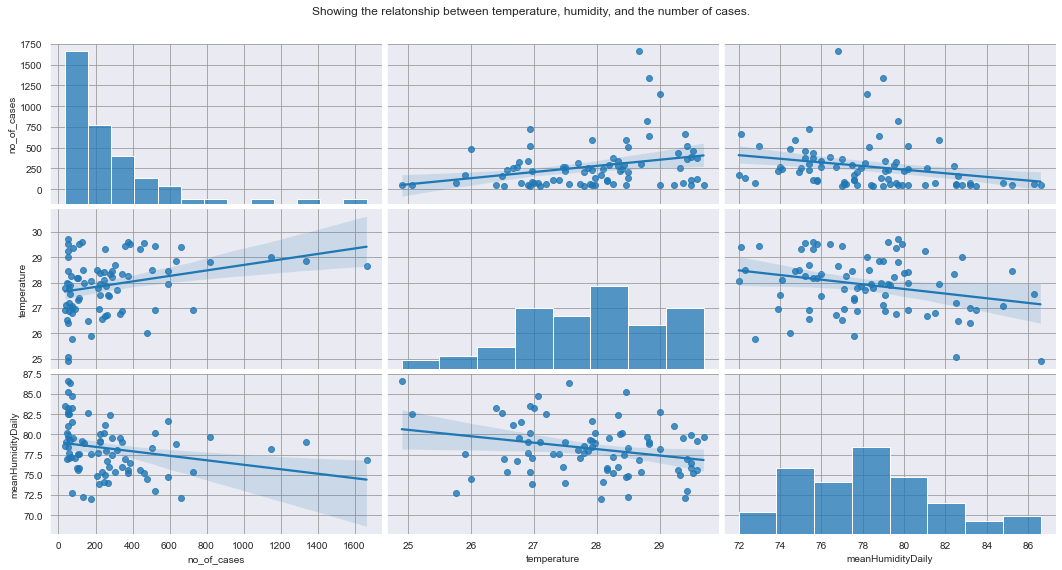 Showing the relatonship between temperature, humidity, and the number of cases.
1750
1500
1250
1000
750
500
250
0
no_of_cases
30
29
28
27
26
25
temperature
87.5
85.0
82.5
80.0
77.5
75.0
72.5
70.0
meanHumidityDaily
0 200 400 600 800 1000 1200 1400 1600
no_of_cases
25 26 27 28 29
temperature
72 74 76 78 80 82 84 86
meanHumidityDaily